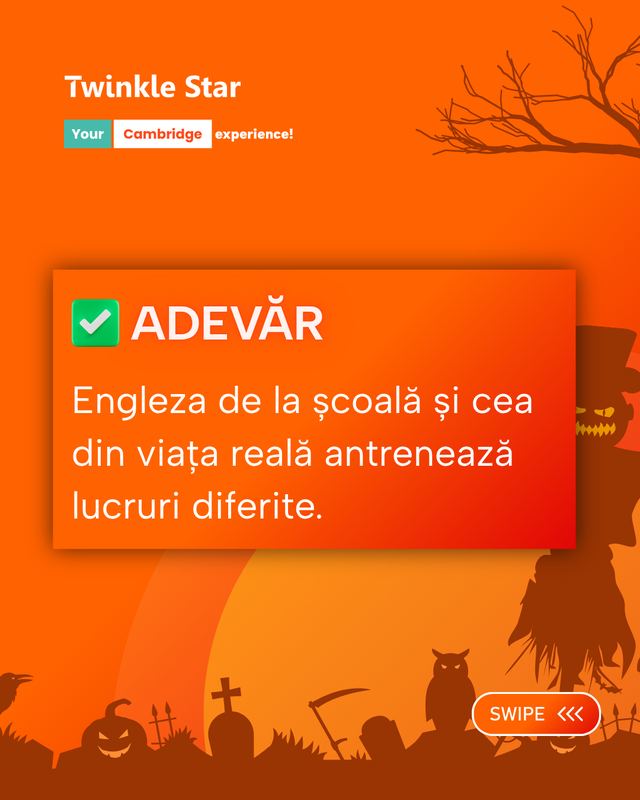 Twinkle Star
Your Cambridge experience!
✅ ADEVĂR
Engleza de la școală și cea
din viața reală antrenează
lucruri diferite.
SWIPE